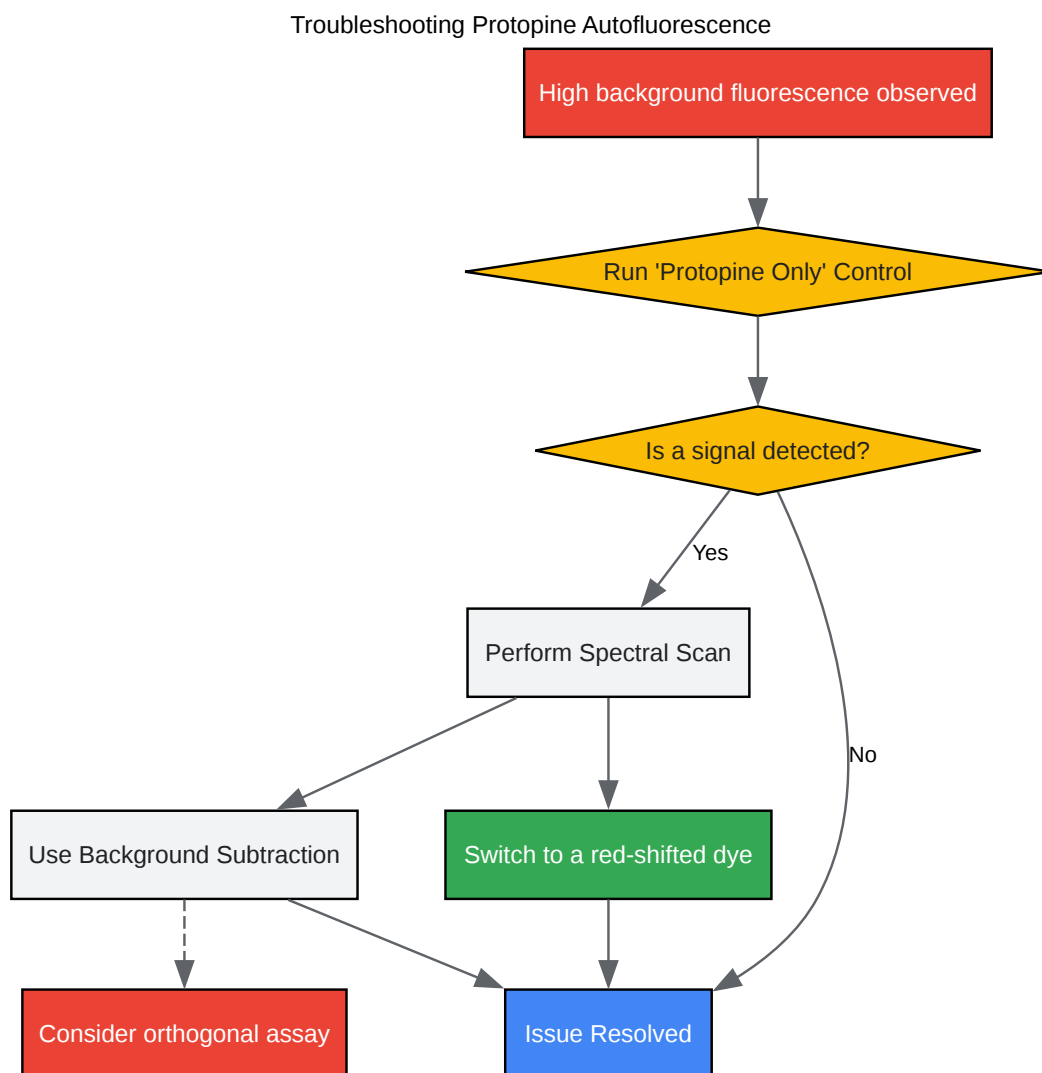 Troubleshooting Protopine Autofluorescence
High background fluorescence observed
Run 'Protopine Only' Control
Is a signal detected?
Yes
Perform Spectral Scan
No
Use Background Subtraction
Switch to a red-shifted dye
Consider orthogonal assay
Issue Resolved